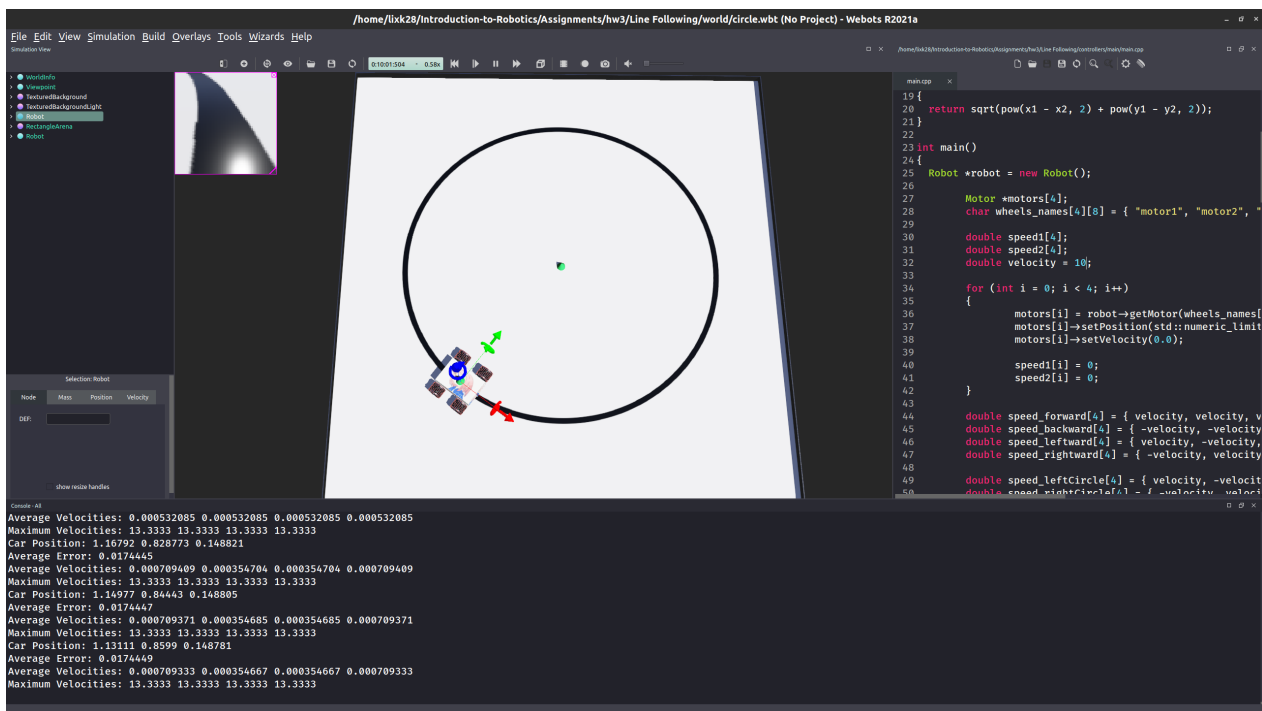 /home/lixk28/Introduction-to-Robotics/Assignments/hw3/Line Following/world/circle.wbt (No Project) - Webots R2021a
File Edit View Simulation Build Overlays Tools Wizards Help
Simulation View
0:10:01:504 - 0.58x
WorldInfo
Viewpoint
TexturedBackground
TexturedBackgroundLight
Robot
RectangleArena
Robot
Selection: Robot
Node Mass Position Velocity
DEF:
show resize handles
/home/lixk28/Introduction-to-Robotics/Assignments/hw3/Line Following/controllers/main/main.cpp
main.cpp ×
19 {
20 return sqrt(pow(x1 - x2, 2) + pow(y1 - y2, 2));
21 }
22
23 int main()
24 {
25 Robot *robot = new Robot();
26
27 Motor *motors[4];
28 char wheels_names[4][8] = { "motor1", "motor2", "
29
30 double speed1[4];
31 double speed2[4];
32 double velocity = 10;
33
34 for (int i = 0; i < 4; i++)
35 {
36 motors[i] = robot→getMotor(wheels_names[
37 motors[i]→setPosition(std::numeric_limit
38 motors[i]→setVelocity(0.0);
39
40 speed1[i] = 0;
41 speed2[i] = 0;
42 }
43
44 double speed_forward[4] = { velocity, velocity, v
45 double speed_backward[4] = { -velocity, -velocity
46 double speed_leftward[4] = { velocity, -velocity,
47 double speed_rightward[4] = { -velocity, velocity
48
49 double speed_leftCircle[4] = { velocity, -velocit
50 double speed_rightCircle[4] = { -velocity, veloci
Console - All
Average Velocities: 0.000532085 0.000532085 0.000532085 0.000532085
Maximum Velocities: 13.3333 13.3333 13.3333 13.3333
Car Position: 1.16792 0.828773 0.148821
Average Error: 0.0174445
Average Velocities: 0.000709409 0.000354704 0.000354704 0.000709409
Maximum Velocities: 13.3333 13.3333 13.3333 13.3333
Car Position: 1.14977 0.84443 0.148805
Average Error: 0.0174447
Average Velocities: 0.000709371 0.000354685 0.000354685 0.000709371
Maximum Velocities: 13.3333 13.3333 13.3333 13.3333
Car Position: 1.13111 0.8599 0.148781
Average Error: 0.0174449
Average Velocities: 0.000709333 0.000354667 0.000354667 0.000709333
Maximum Velocities: 13.3333 13.3333 13.3333 13.3333